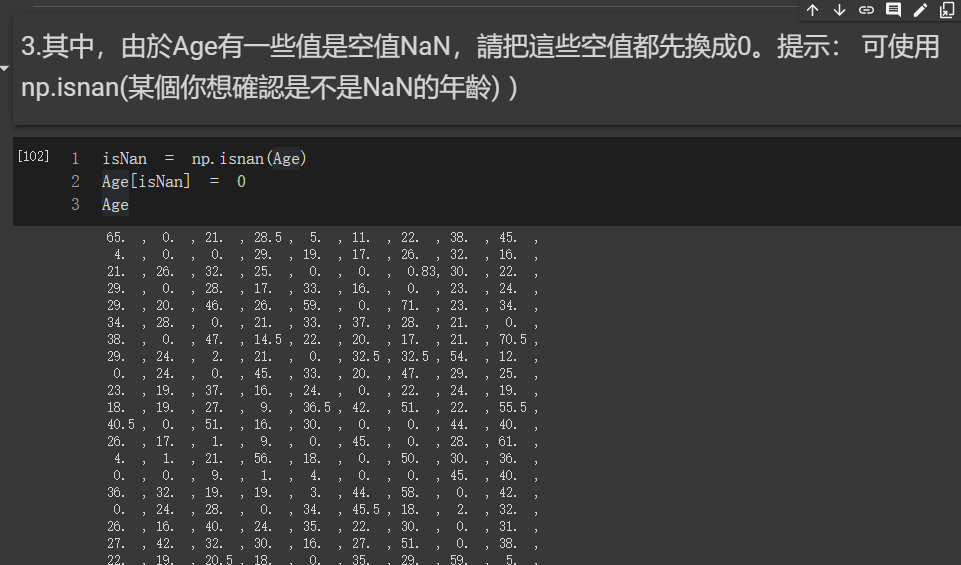 3.其中，由於Age有一些值是空值NaN，請把這些空值都先換成0。提示： 可使用
np.isnan(某個你想確認是不是NaN的年齡) )
[102] 1 isNan = np.isnan(Age)
2 Age[isNan] = 0
3 Age
65. , 0. , 21. , 28.5 , 5. , 11. , 22. , 38. , 45. ,
4. , 0. , 0. , 29. , 19. , 17. , 26. , 32. , 16. ,
21. , 26. , 32. , 25. , 0. , 0. , 0.83, 30. , 22. ,
29. , 0. , 28. , 17. , 33. , 16. , 0. , 23. , 24. ,
29. , 20. , 46. , 26. , 59. , 0. , 71. , 23. , 34. ,
34. , 28. , 0. , 21. , 33. , 37. , 28. , 21. , 0. ,
38. , 0. , 47. , 14.5 , 22. , 20. , 17. , 21. , 70.5 ,
29. , 24. , 2. , 21. , 0. , 32.5 , 32.5 , 54. , 12. ,
0. , 24. , 0. , 45. , 33. , 20. , 47. , 29. , 25. ,
23. , 19. , 37. , 16. , 24. , 0. , 22. , 24. , 19. ,
18. , 19. , 27. , 9. , 36.5 , 42. , 51. , 22. , 55.5 ,
40.5 , 0. , 51. , 16. , 30. , 0. , 0. , 44. , 40. ,
26. , 17. , 1. , 9. , 0. , 45. , 0. , 28. , 61. ,
4. , 1. , 21. , 56. , 18. , 0. , 50. , 30. , 36. ,
0. , 0. , 9. , 1. , 4. , 0. , 0. , 45. , 40. ,
36. , 32. , 19. , 19. , 3. , 44. , 58. , 0. , 42. ,
0. , 24. , 28. , 0. , 34. , 45.5 , 18. , 2. , 32. ,
26. , 16. , 40. , 24. , 35. , 22. , 30. , 0. , 31. ,
27. , 42. , 32. , 30. , 16. , 27. , 51. , 0. , 38. ,
22. , 19. , 20.5 , 18. , 0. , 35. , 29. , 59. , 5. ,